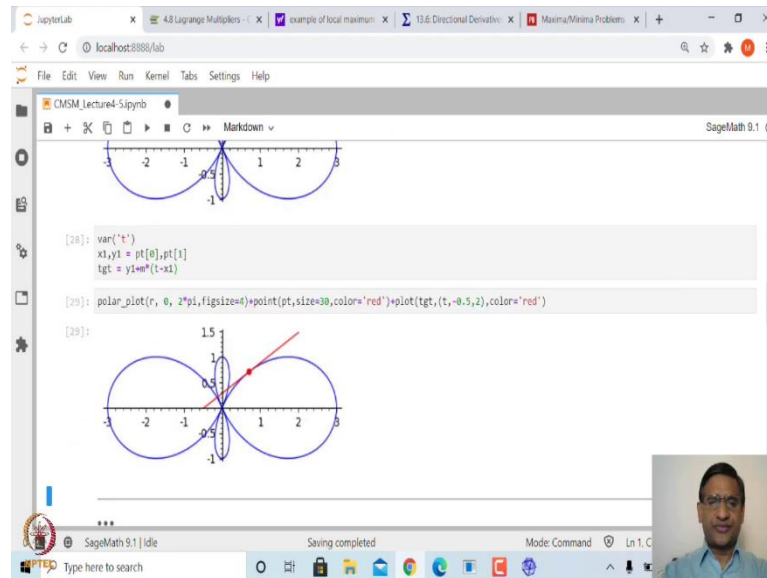 JupyterLab
4.8 Lagrange Multipliers - C
example of local maximum
13.6: Directional Derivative
Maxima/Minima Problems
localhost:8888/lab
M
File Edit View Run Kernel Tabs Settings Help
CMSM_Lecture4-5.ipynb
Markdown
SageMath 9.1
-3 -2 -1 1 2 3
-0.5
-1
[28]: var('t')
x1,y1 = pt[0],pt[1]
tgt = y1+m*(t-x1)
[29]: polar_plot(r, 0, 2*pi,figsize=4)+point(pt,size=30,color='red')+plot(tgt,(t,-0.5,2),color='red')
[29]:
1.5
1
0.5
-3 -2 -1 1 2 3
-0.5
-1
SageMath 9.1 | Idle Saving completed Mode: Command Ln 1, C
NPTEL
Type here to search